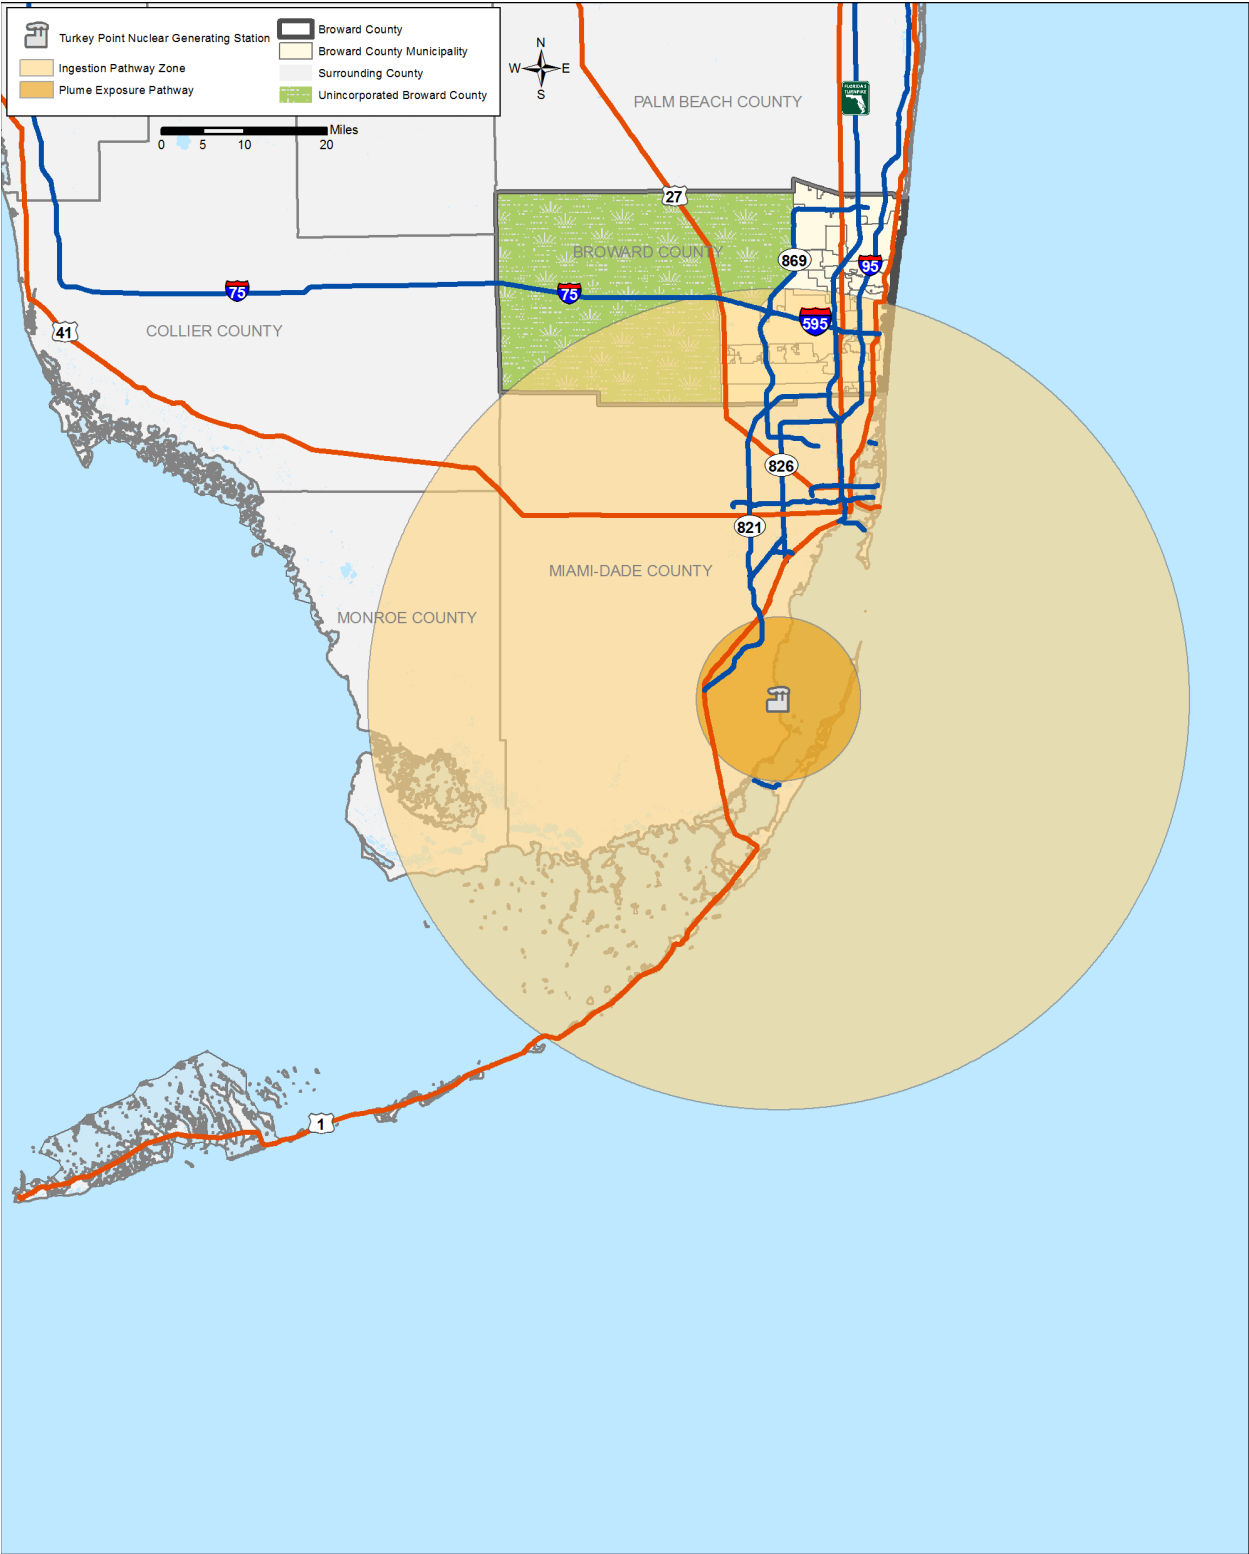 Turkey Point Nuclear Generating Station
Ingestion Pathway Zone
Plume Exposure Pathway
Broward County
Broward County Municipality
Surrounding County
Unincorporated Broward County
N
W E
S
Miles
0 5 10 20
PALM BEACH COUNTY
FLORIDA'S
TURNPIKE
27
BROWARD COUNTY
869
95
75
75
595
41
COLLIER COUNTY
826
821
MIAMI-DADE COUNTY
MONROE COUNTY
1